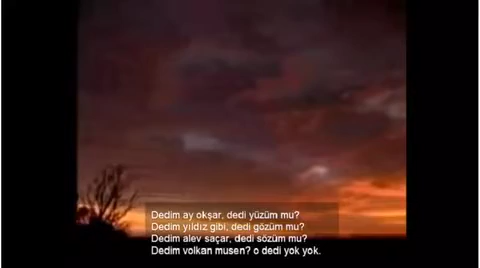 Dedim ay okşar, dedi yüzüm mu?
Dedim yıldız gibi, dedi gözüm mu?
Dedim alev saçar, dedi sözüm mu?
Dedim volkan musen? o dedi yok yok.